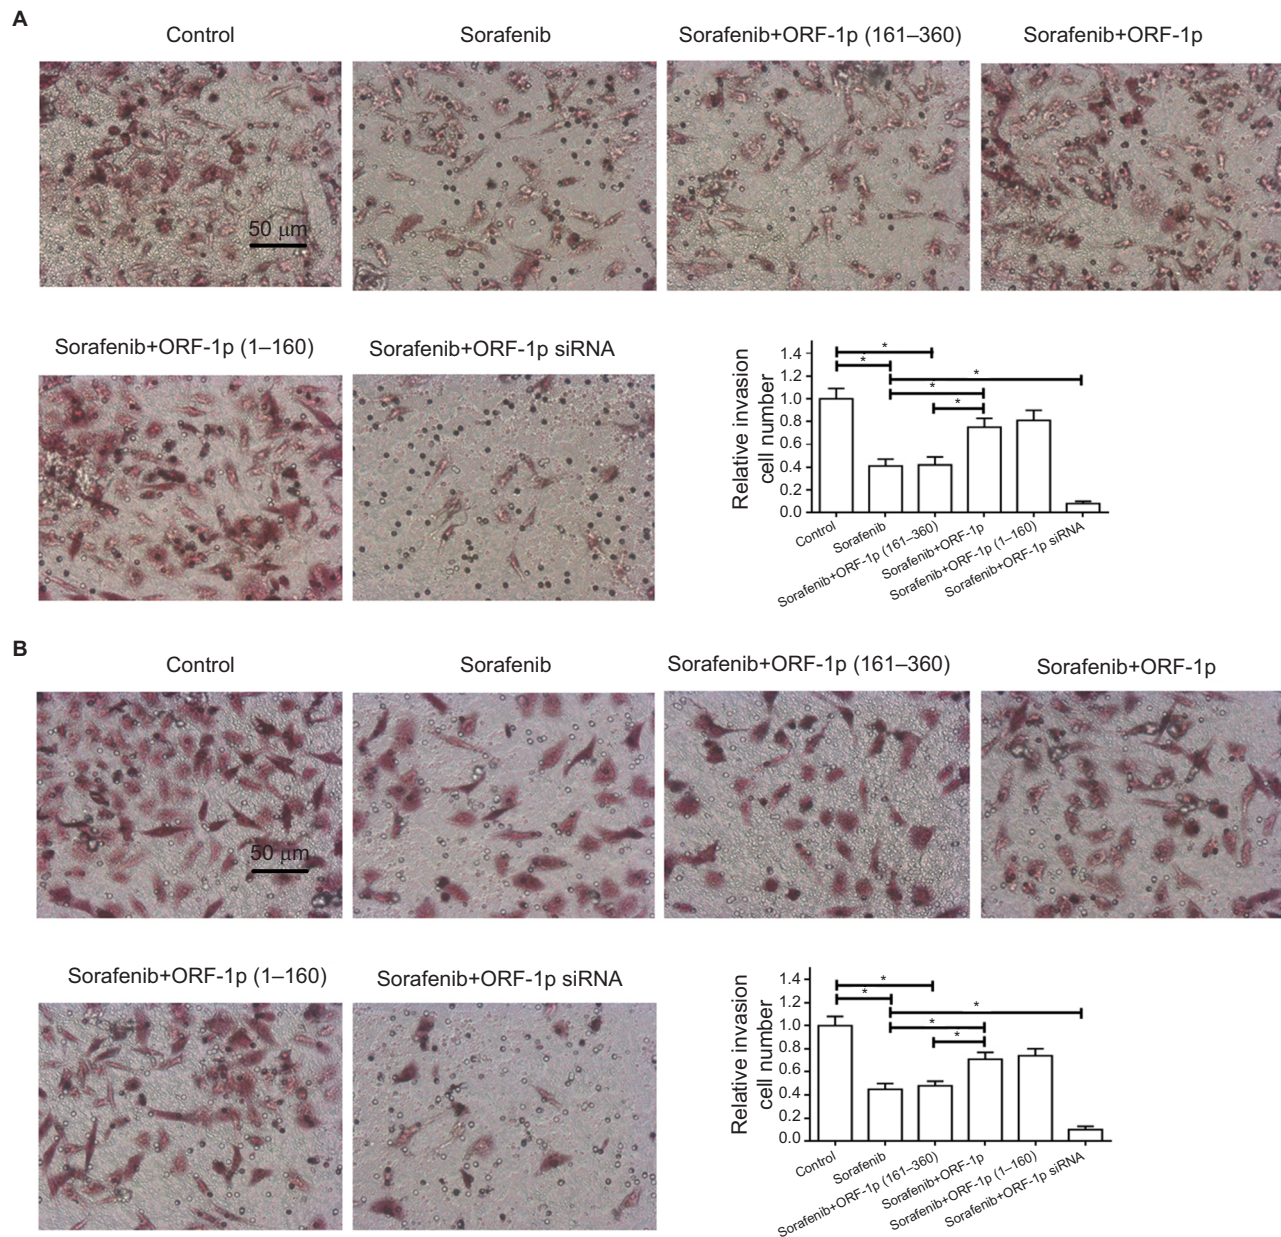 A
Control
Sorafenib
Sorafenib+ORF-1p (161–360)
Sorafenib+ORF-1p
50 μm
Sorafenib+ORF-1p (1–160)
Sorafenib+ORF-1p siRNA
Relative invasion
cell number
1.4
1.2
1.0
0.8
0.6
0.4
0.2
0.0
*
*
*
*
*
Control
Sorafenib
Sorafenib+ORF-1p (161–360)
Sorafenib+ORF-1p
Sorafenib+ORF-1p (1–160)
Sorafenib+ORF-1p siRNA
B
Control
Sorafenib
Sorafenib+ORF-1p (161–360)
Sorafenib+ORF-1p
50 μm
Sorafenib+ORF-1p (1–160)
Sorafenib+ORF-1p siRNA
Relative invasion
cell number
1.4
1.2
1.0
0.8
0.6
0.4
0.2
0.0
*
*
*
*
*
Control
Sorafenib
Sorafenib+ORF-1p (161–360)
Sorafenib+ORF-1p
Sorafenib+ORF-1p (1–160)
Sorafenib+ORF-1p siRNA